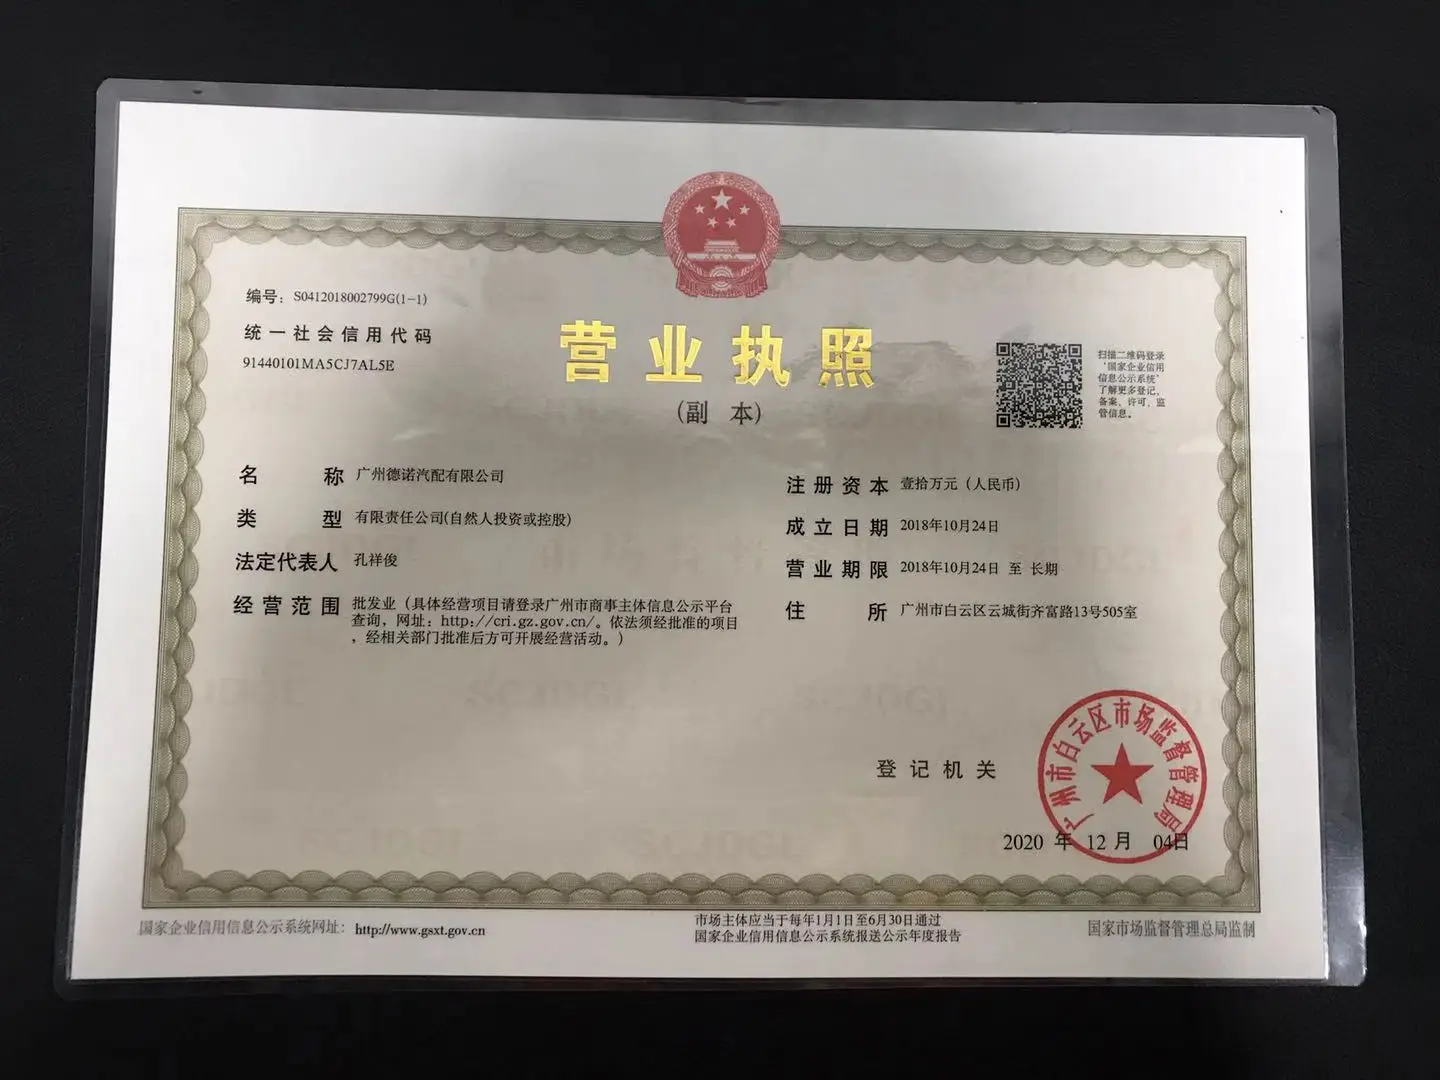 编号：S0412018002799G(1-1)
统一社会信用代码
91440101MA5CJ7AL5E
营业执照
(副 本)
扫描二维码登录
‘国家企业信用
信息公示系统’
了解更多登记、
备案、许可、监
管信息。
名 称 广州德诺汽配有限公司
类 型 有限责任公司(自然人投资或控股)
法定代表人 孔祥俊
经营范围 批发业（具体经营项目请登录广州市商事主体信息公示平台
查询，网址：http://cri.gz.gov.cn/。依法须经批准的项目
，经相关部门批准后方可开展经营活动。）
注册资本 壹拾万元（人民币）
成立日期 2018年10月24日
营业期限 2018年10月24日 至 长期
住 所 广州市白云区云城街齐富路13号505室
登记机关
广州市白云区市场监督管理局
2020 年 12 月 04日
国家企业信用信息公示系统网址：http://www.gsxt.gov.cn
市场主体应当于每年1月1日至6月30日通过
国家企业信用信息公示系统报送公示年度报告
国家市场监督管理总局监制